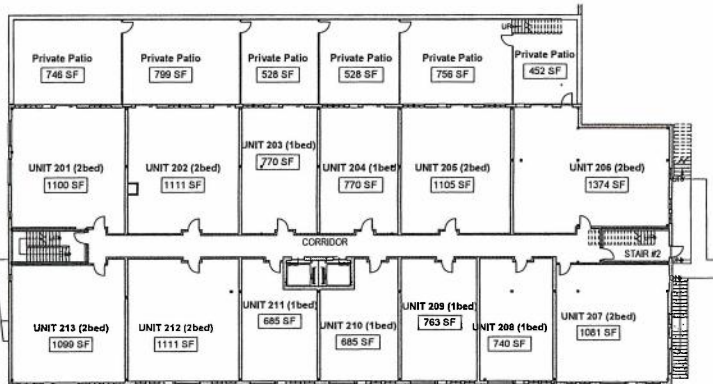 UP
Private Patio
746 SF
Private Patio
799 SF
Private Patio
528 SF
Private Patio
528 SF
Private Patio
756 SF
Private Patio
452 SF
UNIT 201 (2bed)
1100 SF
UNIT 202 (2bed)
1111 SF
UNIT 203 (1bed)
770 SF
UNIT 204 (1bed)
770 SF
UNIT 205 (2bed)
1105 SF
UNIT 206 (2bed)
1374 SF
CORRIDOR
STAIR #2
UNIT 213 (2bed)
1099 SF
UNIT 212 (2bed)
1111 SF
UNIT 211 (1bed)
685 SF
UNIT 210 (1bed)
685 SF
UNIT 209 (1bed)
763 SF
UNIT 208 (1bed)
740 SF
UNIT 207 (2bed)
1081 SF